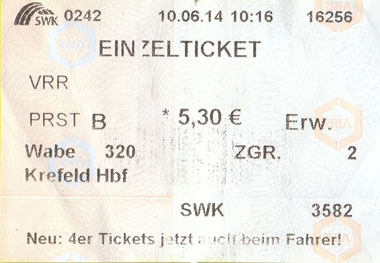 SWK 0242 10.06.14 10:16 16256
EINZELTICKET
VRR
PRST B * 5,30 € Erw.
Wabe 320 ZGR. 2
Krefeld Hbf
SWK 3582
Neu: 4er Tickets jetzt auch beim Fahrer!